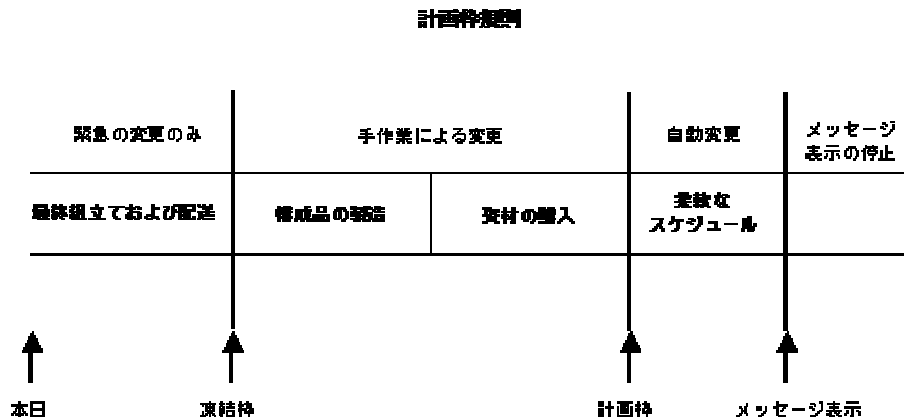 計画枠規則
緊急の変更のみ
手作業による変更
自動変更
メッセージ
表示の停止
最終組立ておよび配送
構成品の製造
資材の購入
柔軟な
スケジュール
本日
凍結枠
計画枠
メッセージ表示